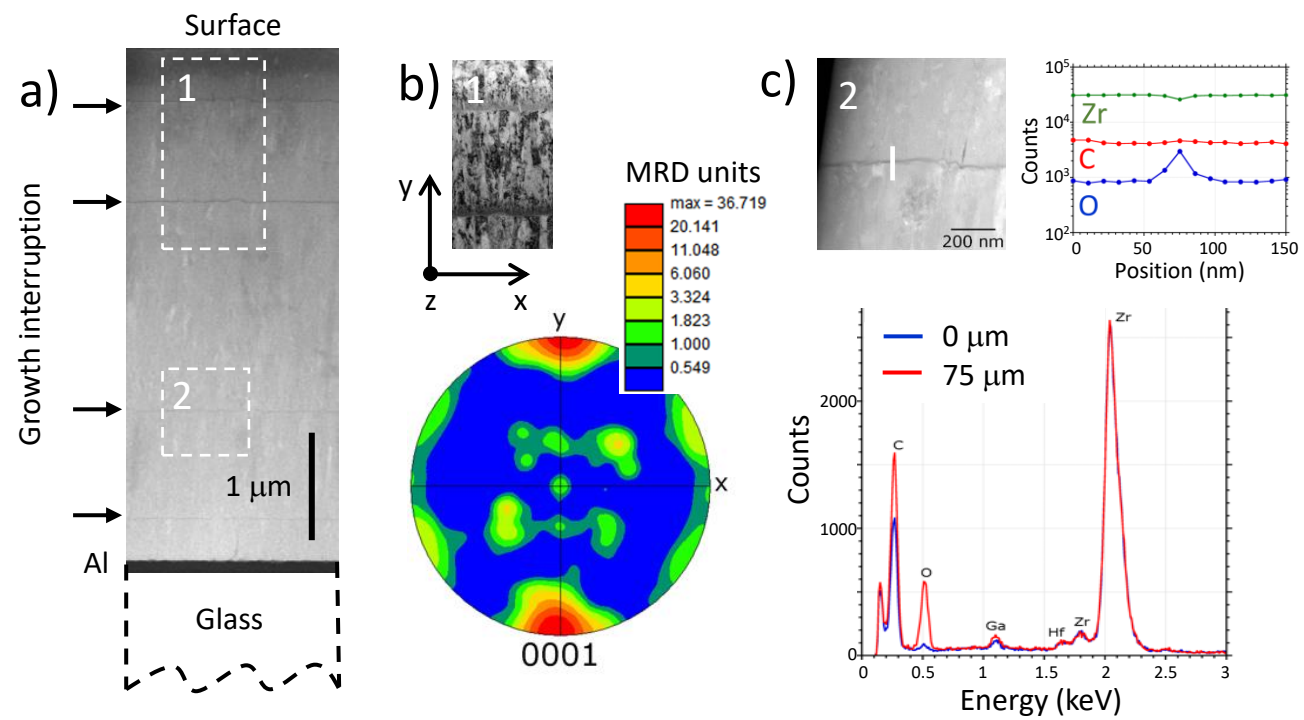 Surface
a)
1
2
Growth interruption
1 μm
Al
Glass
b)
1
y
z
x
MRD units
max = 36.719
20.141
11.048
6.060
3.324
1.823
1.000
0.549
y
x
0001
c)
2
200 nm
10⁵
10⁴
10³
10²
Counts
Zr
C
O
0 50 100 150
Position (nm)
0 μm
75 μm
Zr
C
O
Ga
Hf
Zr
Counts
2000
1000
0
0 0.5 1 1.5 2 2.5 3
Energy (keV)